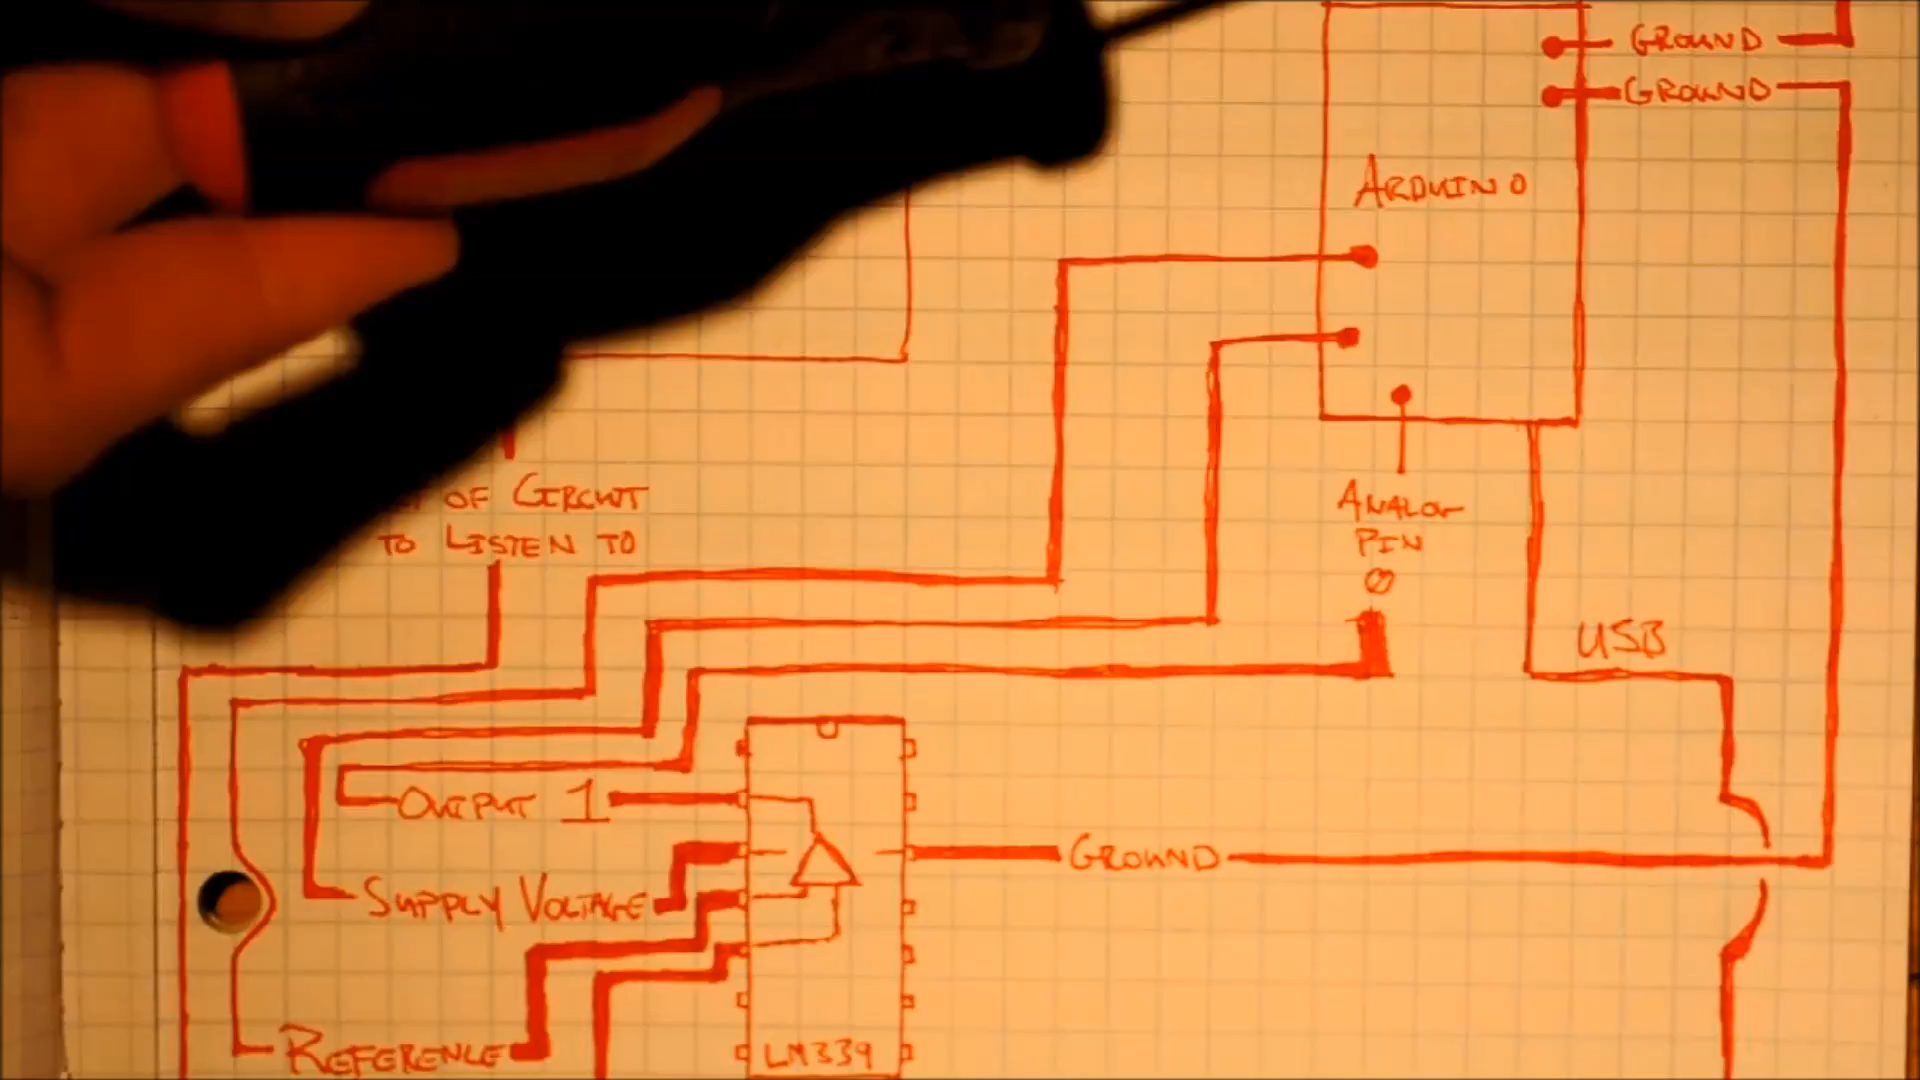 GROUND
GROUND
ARDUINO
OF CIRCUIT
TO LISTEN TO
ANALOG
PIN
0
USB
OUTPUT 1
GROUND
SUPPLY VOLTAGE
REFERENCE
LM339